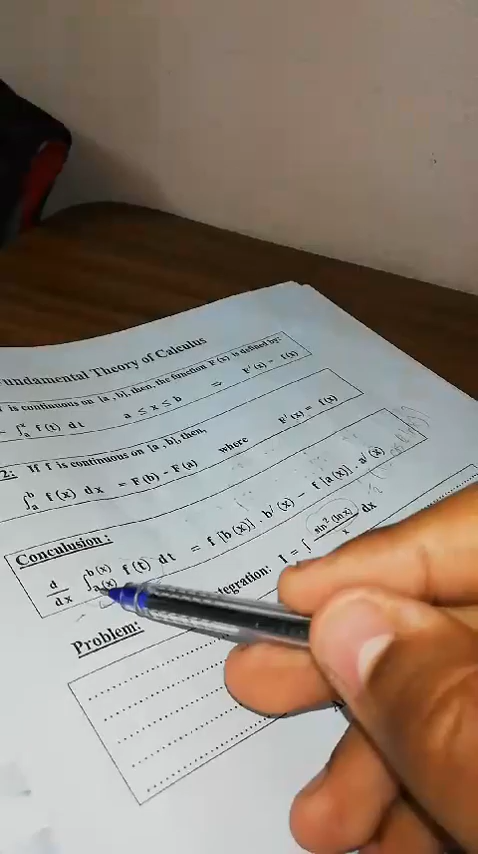 undamental Theory of Calculus
f is continuous on [a, b], then, the function F (x) is defined by:
= ∫ₐˣ f(t) dt a ≤ x ≤ b ⇒ F'(x) = f(x)
2: If f is continuous on [a , b], then,
∫ₐᵇ f(x) dx = F(b) - F(a) where F'(x) = f(x)
Conculusion :
d/dx ∫_{a(x)}^{b(x)} f(t) dt = f [b(x)] . b'(x) - f [a(x)] . a'(x)
tegration: I = ∫ sin² (ln x)/x dx
Problem: